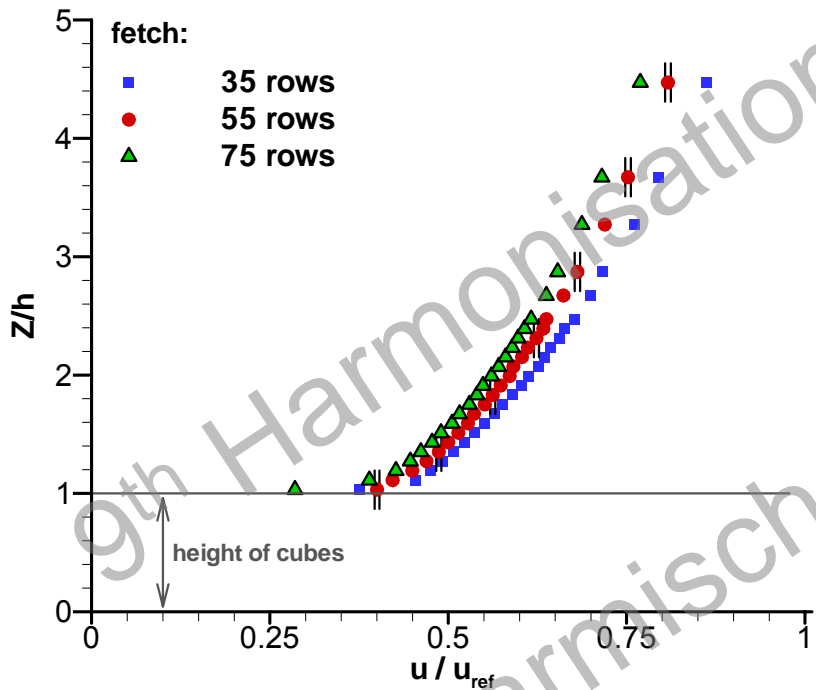 5
4
3
2
1
0
Z/h
fetch:
35 rows
55 rows
75 rows
height of cubes
0
0.25
0.5
0.75
1
u / uref
9th Harmonisation
armisch